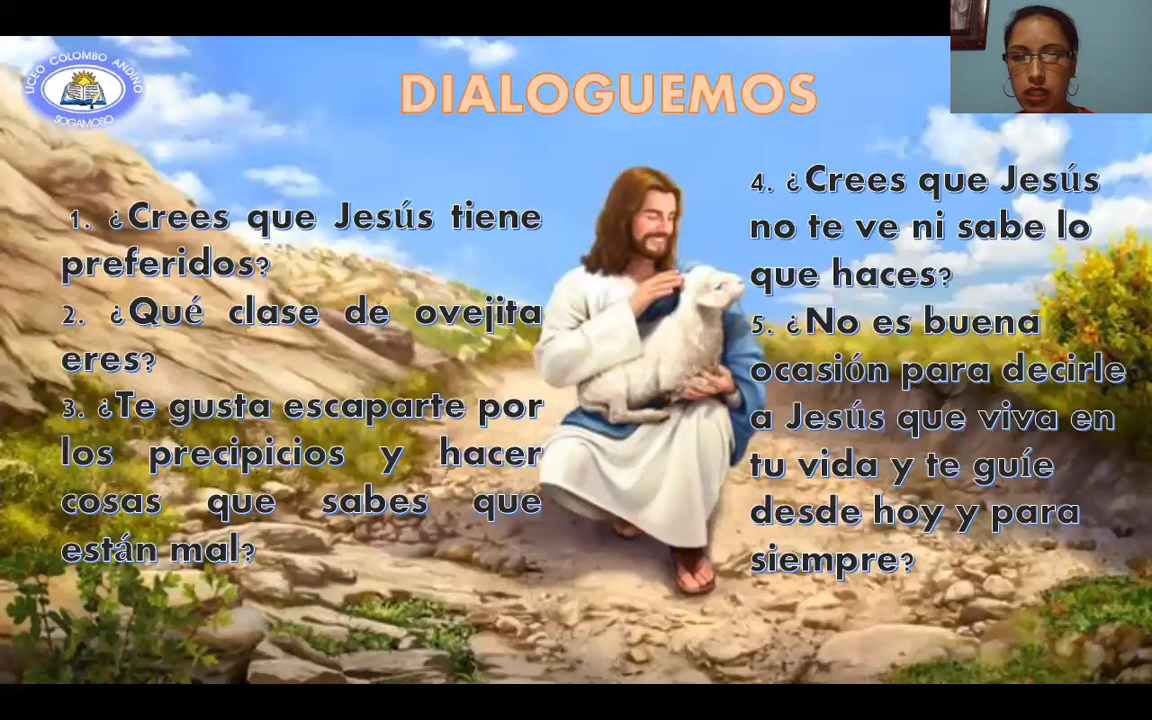 LICEO COLOMBO ANDINO
SOGAMOSO
DIALOGUEMOS
1. ¿Crees que Jesús tiene
preferidos?
2. ¿Qué clase de ovejita
eres?
3. ¿Te gusta escaparte por
los precipicios y hacer
cosas que sabes que
están mal?
4. ¿Crees que Jesús
no te ve ni sabe lo
que haces?
5. ¿No es buena
ocasión para decirle
a Jesús que viva en
tu vida y te guíe
desde hoy y para
siempre?